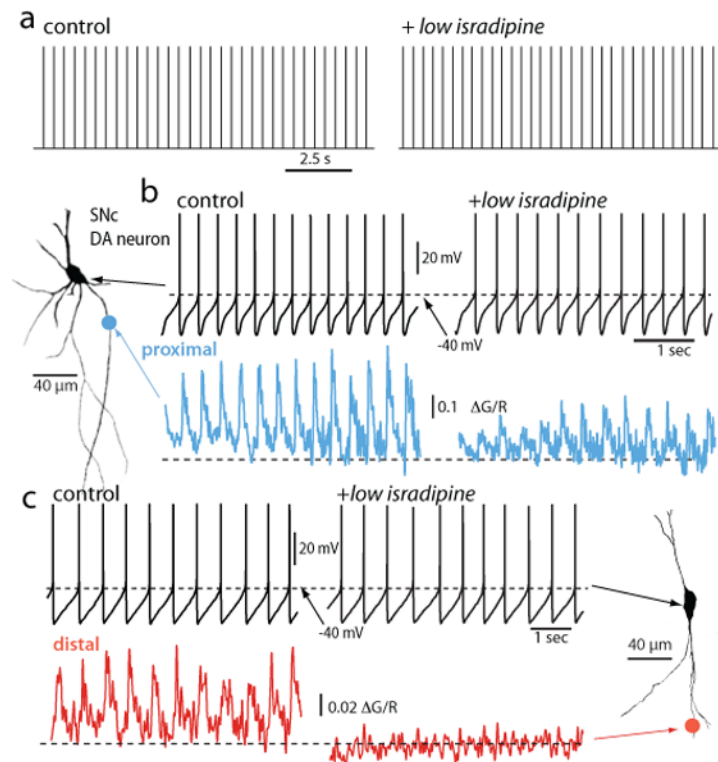 a
control
+ low isradipine
2.5 s
b
control
+low isradipine
SNc
DA neuron
20 mV
-40 mV
1 sec
proximal
40 µm
0.1 ΔG/R
c
control
+low isradipine
20 mV
-40 mV
1 sec
40 µm
distal
0.02 ΔG/R